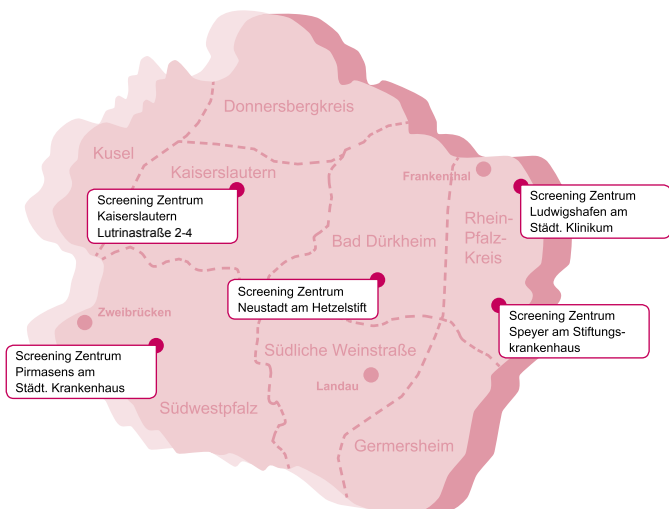 Donnersbergkreis
Kusel
Kaiserslautern
Frankenthal
Screening Zentrum
Kaiserslautern
Lutrinastraße 2-4
Screening Zentrum
Ludwigshafen am
Städt. Klinikum
Rhein-
Pfalz-
Kreis
Bad Dürkheim
Screening Zentrum
Neustadt am Hetzelstift
Zweibrücken
Screening Zentrum
Speyer am Stiftungs-
krankenhaus
Screening Zentrum
Pirmasens am
Städt. Krankenhaus
Südliche Weinstraße
Landau
Südwestpfalz
Germersheim